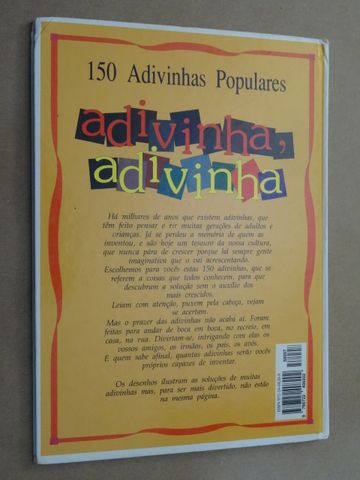 150 Adivinhas Populares
adivinha,
adivinha
Há milhares de anos que existem adivinhas, que
têm feito pensar e rir muitas gerações de adultos e
crianças. Já se perdeu a memória de quem as
inventou, e são hoje um tesouro da nossa cultura,
que nunca pára de crescer porque há sempre gente
imaginativa que o vai acrescentando.
Escolhemos para vocês estas 150 adivinhas, que se
referem a coisas que todos conhecem, para que
descubram a solução sem o auxílio dos
mais crescidos.
Leiam com atenção, puxem pela cabeça, vejam
se acertam.
Mas o prazer das adivinhas não acaba aí. Foram
feitas para andar de boca em boca, no recreio, em
casa, na rua. Divirtam-se, intrigando com elas os
vossos amigos, os irmãos, os pais, os avós.
E quem sabe afinal, quantas adivinhas serão vocês
próprios capazes de inventar.
Os desenhos ilustram as soluções de muitas
adivinhas mas, para ser mais divertido, não estão
na mesma página.